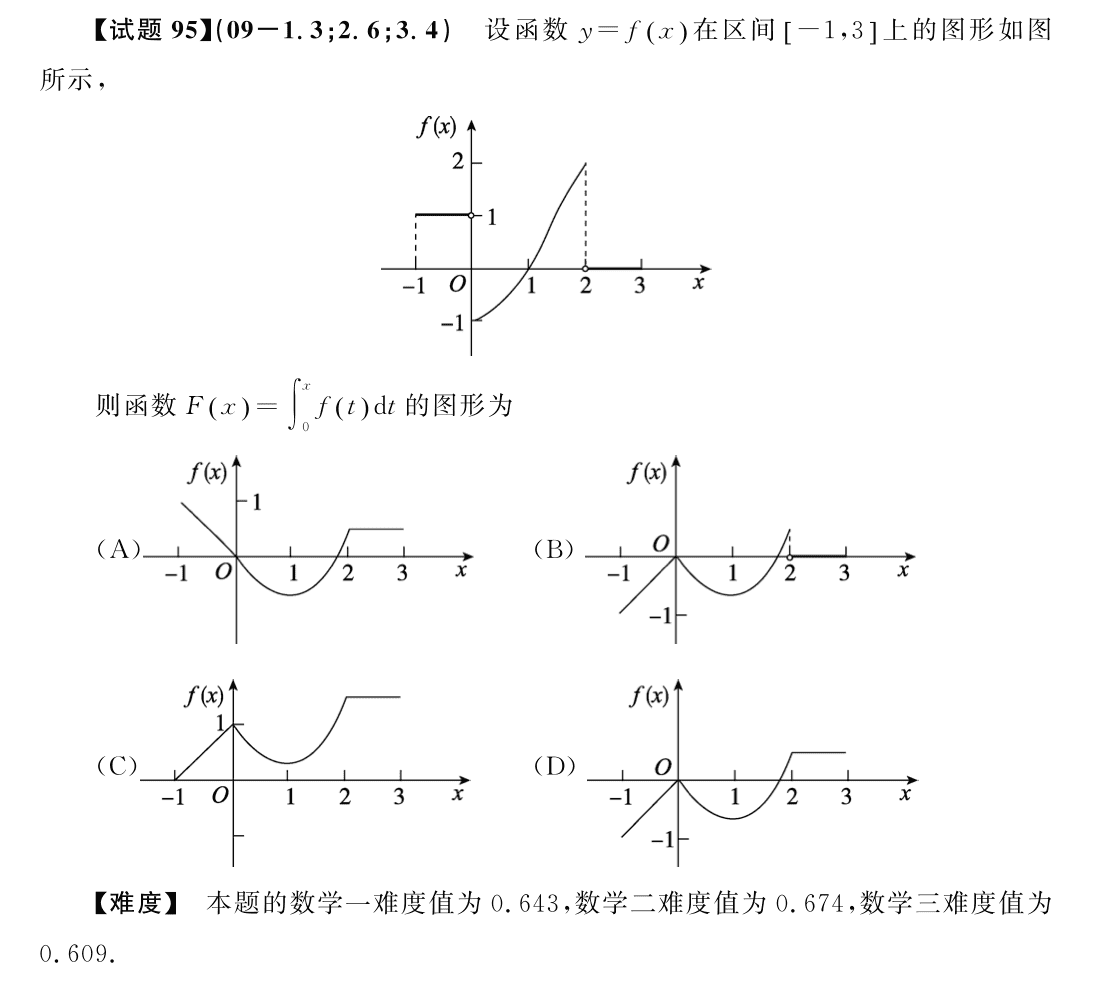 【试题 95】(09-1.3;2.6;3.4) 设函数 y=f(x)在区间[-1,3]上的图形如图
所示,
f(x)
2
1
-1 O 1 2 3 x
-1
则函数 F(x)=∫₀ˣ f(t)dt 的图形为
f(x)
1
(A)
-1 O 1 2 3 x
f(x)
(B)
O
-1 1 2 3 x
-1
f(x)
1
(C)
-1 O 1 2 3 x
f(x)
(D)
O
-1 1 2 3 x
-1
【难度】 本题的数学一难度值为 0.643,数学二难度值为 0.674,数学三难度值为
0.609.